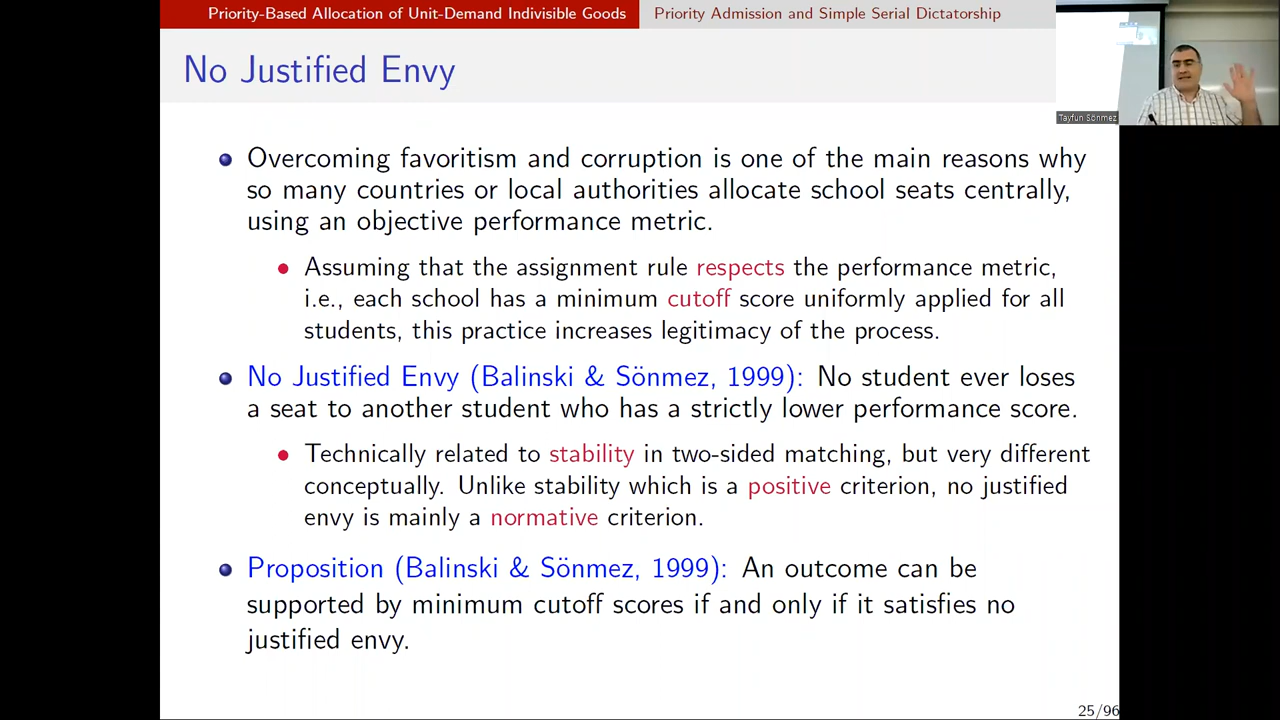 Priority-Based Allocation of Unit-Demand Indivisible Goods Priority Admission and Simple Serial Dictatorship
No Justified Envy
Tayfun Sönmez
Overcoming favoritism and corruption is one of the main reasons why
so many countries or local authorities allocate school seats centrally,
using an objective performance metric.
Assuming that the assignment rule respects the performance metric,
i.e., each school has a minimum cutoff score uniformly applied for all
students, this practice increases legitimacy of the process.
No Justified Envy (Balinski & Sönmez, 1999): No student ever loses
a seat to another student who has a strictly lower performance score.
Technically related to stability in two-sided matching, but very different
conceptually. Unlike stability which is a positive criterion, no justified
envy is mainly a normative criterion.
Proposition (Balinski & Sönmez, 1999): An outcome can be
supported by minimum cutoff scores if and only if it satisfies no
justified envy.
25/96